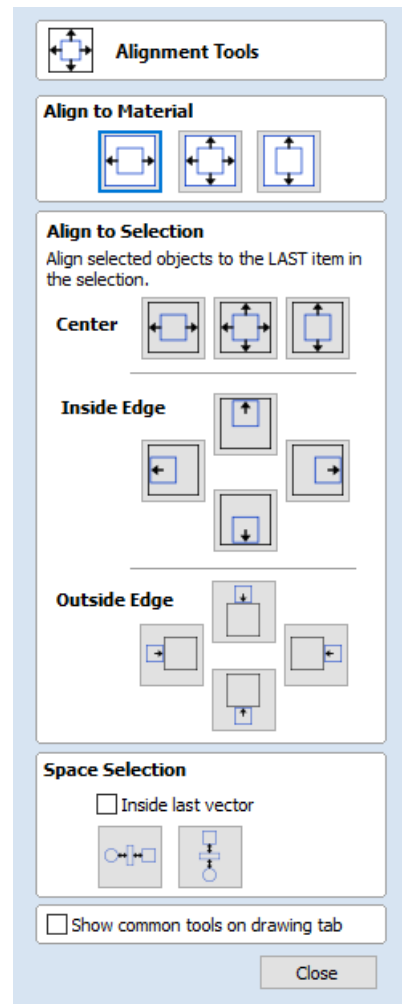 Alignment Tools
Align to Material
Align to Selection
Align selected objects to the LAST item in
the selection.
Center
Inside Edge
Outside Edge
Space Selection
Inside last vector
Show common tools on drawing tab
Close